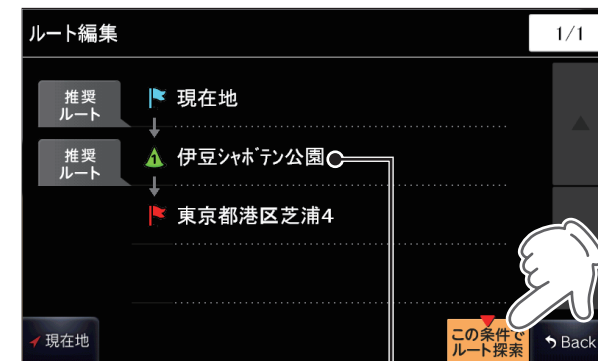 ルート編集
1/1
推奨
ルート
現在地
推奨
ルート
1
伊豆シャボテン公園
東京都港区芝浦4
現在地
この条件で
ルート探索
Back